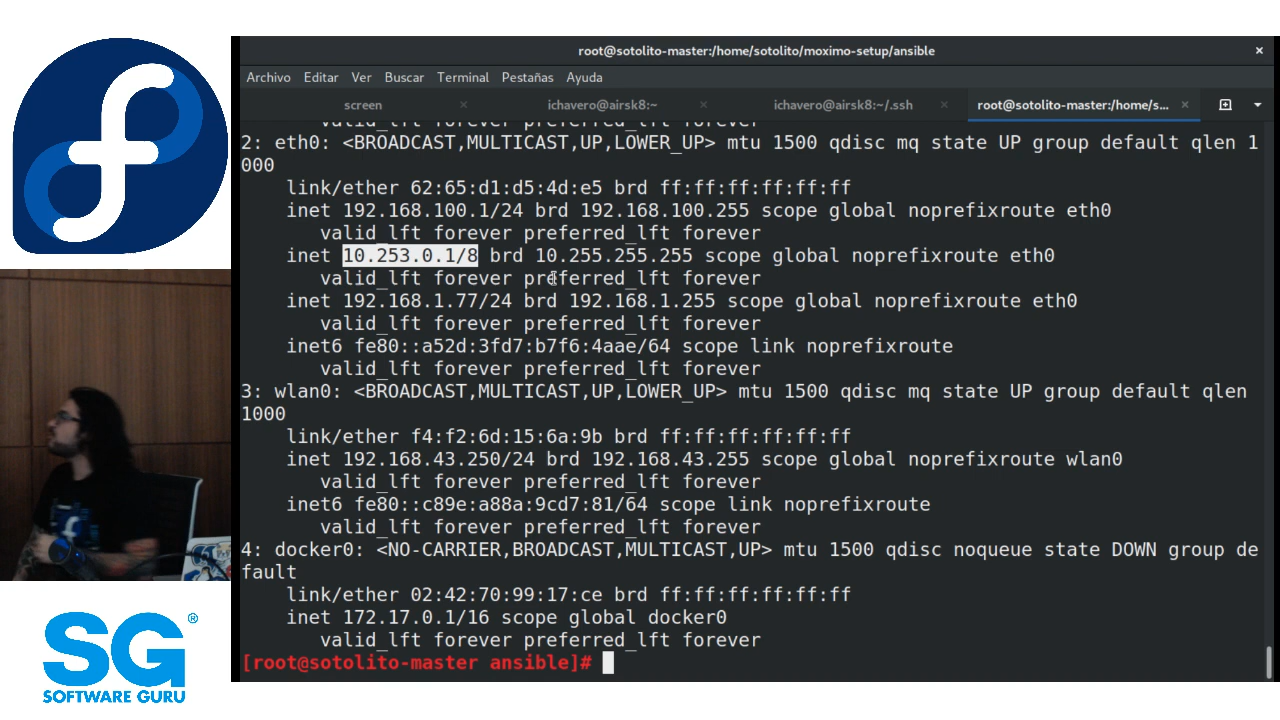 root@sotolito-master:/home/sotolito/moximo-setup/ansible
Archivo Editar Ver Buscar Terminal Pestañas Ayuda
screen ichavero@airsk8:~ ichavero@airsk8:~/.ssh root@sotolito-master:/home/s...
valid_lft forever preferred_lft forever
2: eth0: <BROADCAST,MULTICAST,UP,LOWER_UP> mtu 1500 qdisc mq state UP group default qlen 1
000
link/ether 62:65:d1:d5:4d:e5 brd ff:ff:ff:ff:ff:ff
inet 192.168.100.1/24 brd 192.168.100.255 scope global noprefixroute eth0
valid_lft forever preferred_lft forever
inet 10.253.0.1/8 brd 10.255.255.255 scope global noprefixroute eth0
valid_lft forever preferred_lft forever
inet 192.168.1.77/24 brd 192.168.1.255 scope global noprefixroute eth0
valid_lft forever preferred_lft forever
inet6 fe80::a52d:3fd7:b7f6:4aae/64 scope link noprefixroute
valid_lft forever preferred_lft forever
3: wlan0: <BROADCAST,MULTICAST,UP,LOWER_UP> mtu 1500 qdisc mq state UP group default qlen
1000
link/ether f4:f2:6d:15:6a:9b brd ff:ff:ff:ff:ff:ff
inet 192.168.43.250/24 brd 192.168.43.255 scope global noprefixroute wlan0
valid_lft forever preferred_lft forever
inet6 fe80::c89e:a88a:9cd7:81/64 scope link noprefixroute
valid_lft forever preferred_lft forever
4: docker0: <NO-CARRIER,BROADCAST,MULTICAST,UP> mtu 1500 qdisc noqueue state DOWN group de
fault
link/ether 02:42:70:99:17:ce brd ff:ff:ff:ff:ff:ff
inet 172.17.0.1/16 scope global docker0
valid_lft forever preferred_lft forever
[root@sotolito-master ansible]#
SG®
SOFTWARE GURU